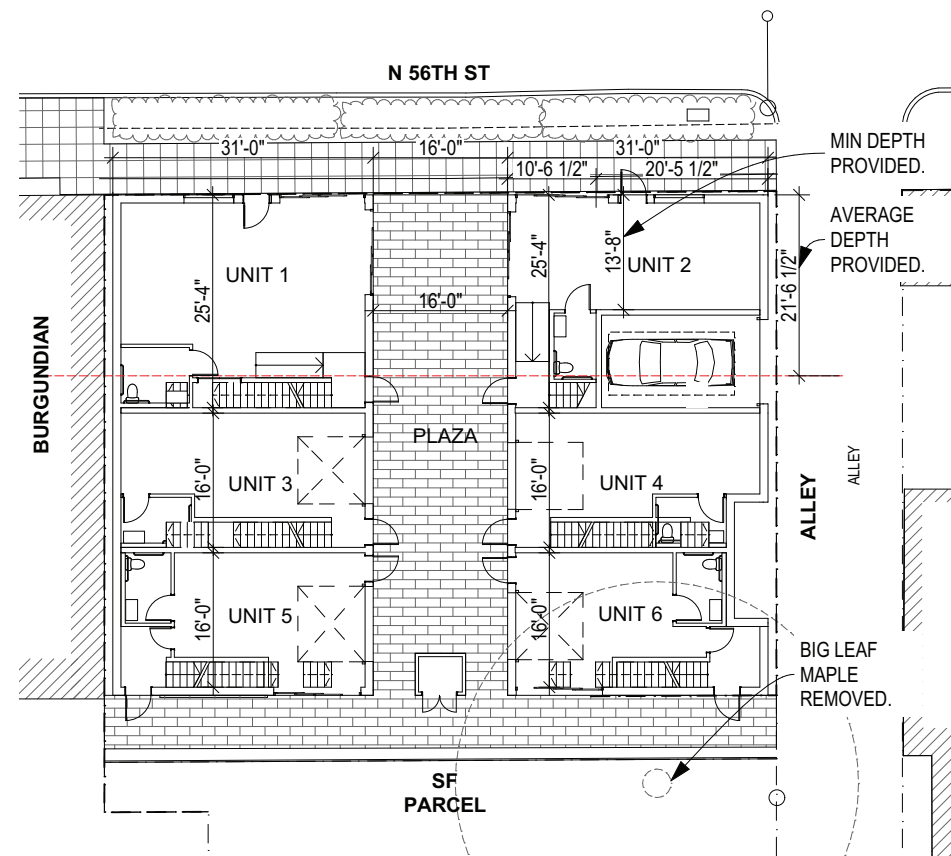 N 56TH ST
31'-0"
16'-0"
31'-0"
10'-6 1/2"
20'-5 1/2"
MIN DEPTH
PROVIDED.
AVERAGE
DEPTH
PROVIDED.
21'-6 1/2"
25'-4"
UNIT 1
16'-0"
25'-4"
13'-8"
UNIT 2
BURGUNDIAN
PLAZA
16'-0"
UNIT 3
16'-0"
UNIT 4
ALLEY
ALLEY
16'-0"
UNIT 5
16'-0"
UNIT 6
BIG LEAF
MAPLE
REMOVED.
SF
PARCEL